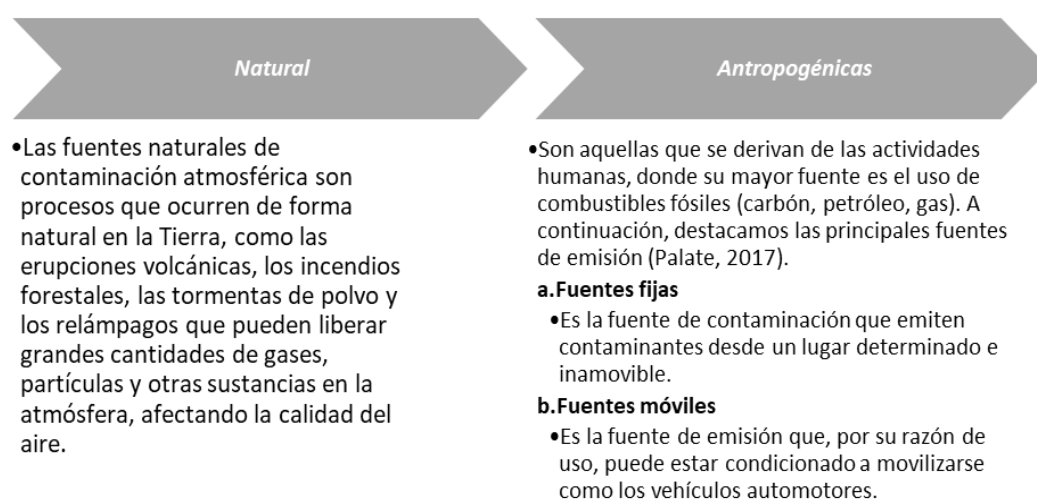 Natural
•Las fuentes naturales de
contaminación atmosférica son
procesos que ocurren de forma
natural en la Tierra, como las
erupciones volcánicas, los incendios
forestales, las tormentas de polvo y
los relámpagos que pueden liberar
grandes cantidades de gases,
partículas y otras sustancias en la
atmósfera, afectando la calidad del
aire.
Antropogénicas
•Son aquellas que se derivan de las actividades
humanas, donde su mayor fuente es el uso de
combustibles fósiles (carbón, petróleo, gas). A
continuación, destacamos las principales fuentes
de emisión (Palate, 2017).
a.Fuentes fijas
•Es la fuente de contaminación que emiten
contaminantes desde un lugar determinado e
inamovible.
b.Fuentes móviles
•Es la fuente de emisión que, por su razón de
uso, puede estar condicionado a movilizarse
como los vehículos automotores.